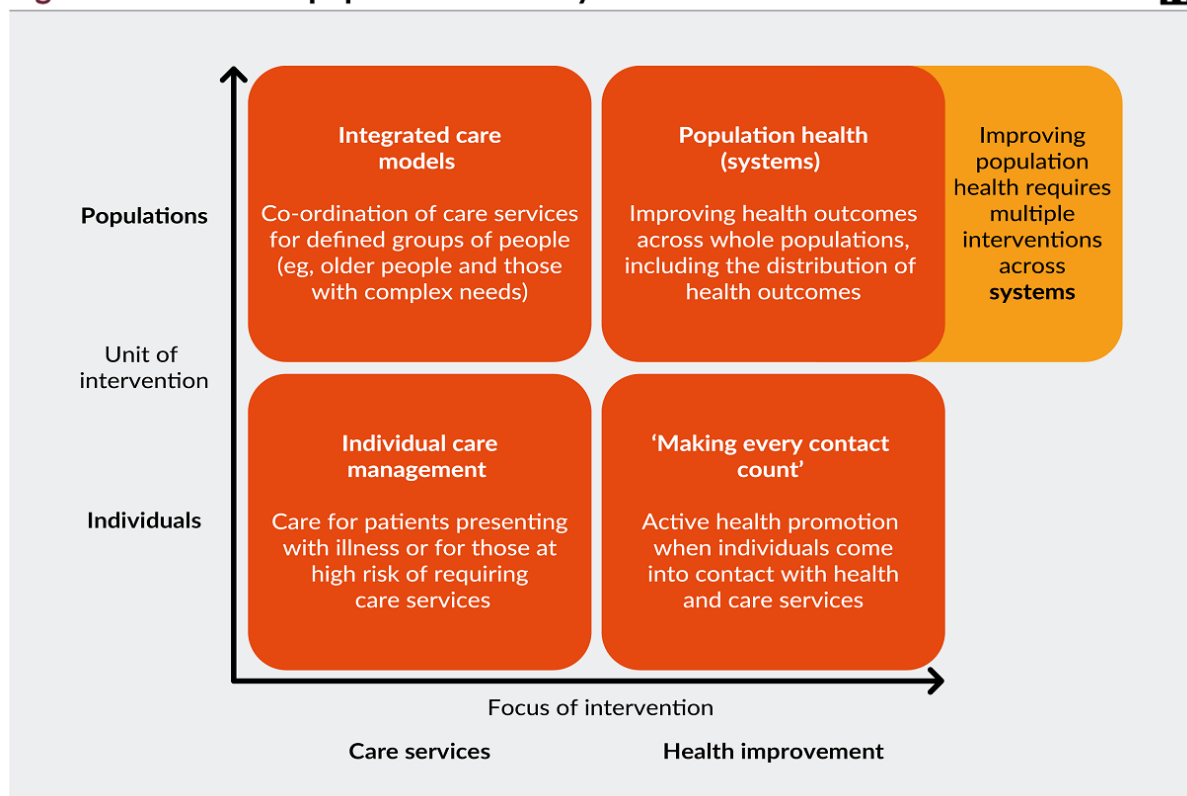 Integrated care
models
Co-ordination of care services
for defined groups of people
(eg, older people and those
with complex needs)
Population health
(systems)
Improving health outcomes
across whole populations,
including the distribution of
health outcomes
Improving
population
health requires
multiple
interventions
across
systems
Populations
Unit of
intervention
Individual care
management
Care for patients presenting
with illness or for those at
high risk of requiring
care services
‘Making every contact
count’
Active health promotion
when individuals come
into contact with health
and care services
Individuals
Focus of intervention
Care services
Health improvement